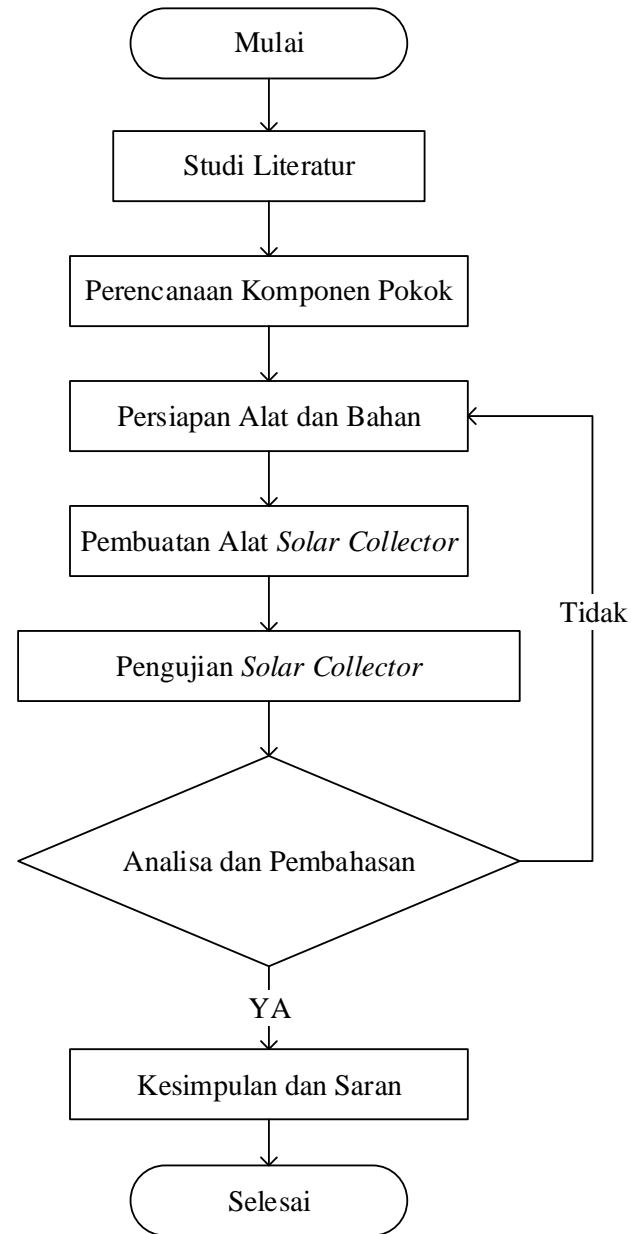 Mulai
Studi Literatur
Perencanaan Komponen Pokok
Persiapan Alat dan Bahan
Pembuatan Alat Solar Collector
Tidak
Pengujian Solar Collector
Analisa dan Pembahasan
YA
Kesimpulan dan Saran
Selesai